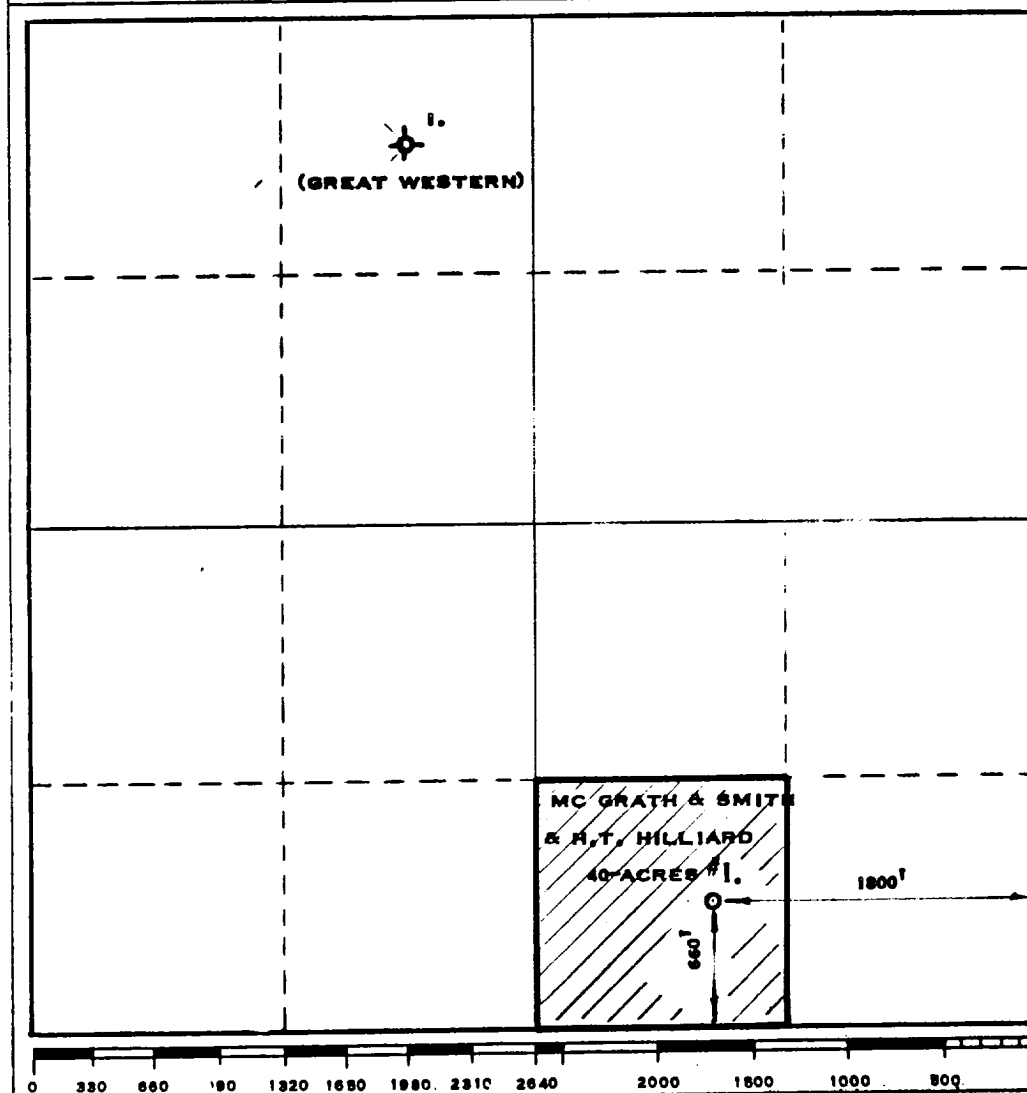 1.
(GREAT WESTERN)
MC GRATH & SMITH
& H.T. HILLIARD
40-ACRES #1.
1800'
660'
0 330 660 990 1320 1650 1980. 2310 2640 2000 1500 1000 500.